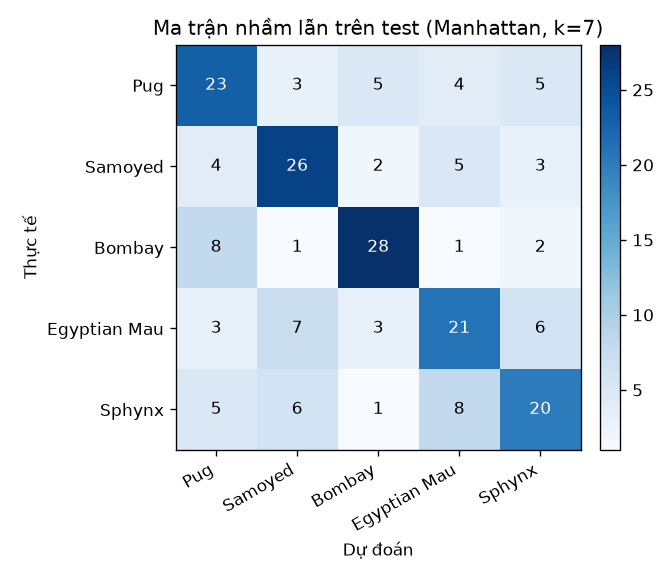 Ma trận nhầm lẫn trên test (Manhattan, k=7)
Thực tế
Pug 23 3 5 4 5
Samoyed 4 26 2 5 3
Bombay 8 1 28 1 2
Egyptian Mau 3 7 3 21 6
Sphynx 5 6 1 8 20
Pug Samoyed Bombay Egyptian Mau Sphynx
Dự đoán
25
20
15
10
5